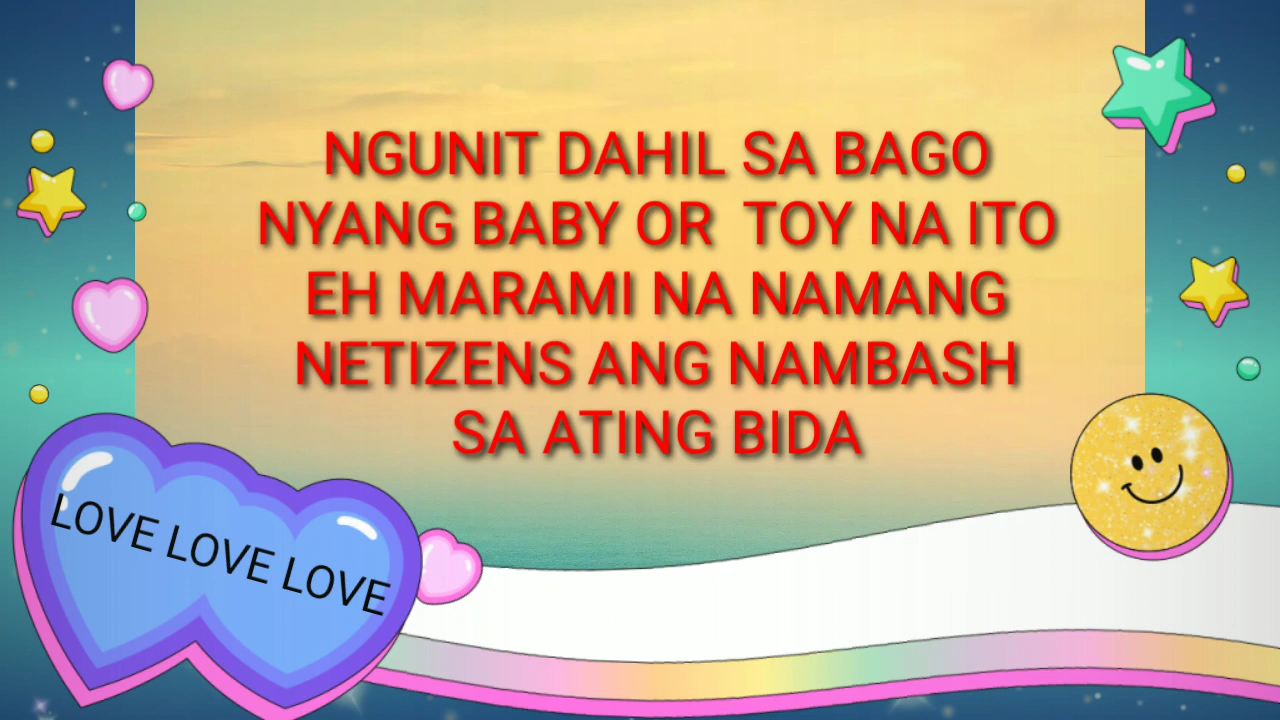 NGUNIT DAHIL SA BAGO
NYANG BABY OR  TOY NA ITO
EH MARAMI NA NAMANG
NETIZENS ANG NAMBASH
SA ATING BIDA
LOVE LOVE LOVE